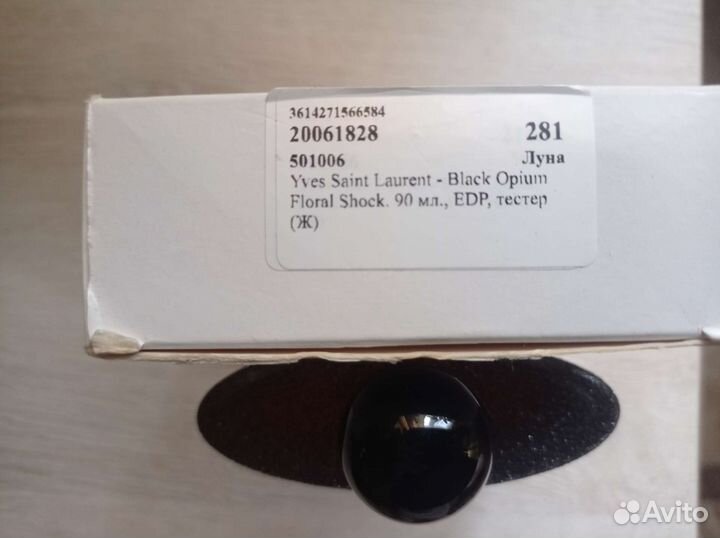 3614271566584
20061828 281
501006 Луна
Yves Saint Laurent - Black Opium
Floral Shock. 90 мл., EDP, тестер
(Ж)
Avito